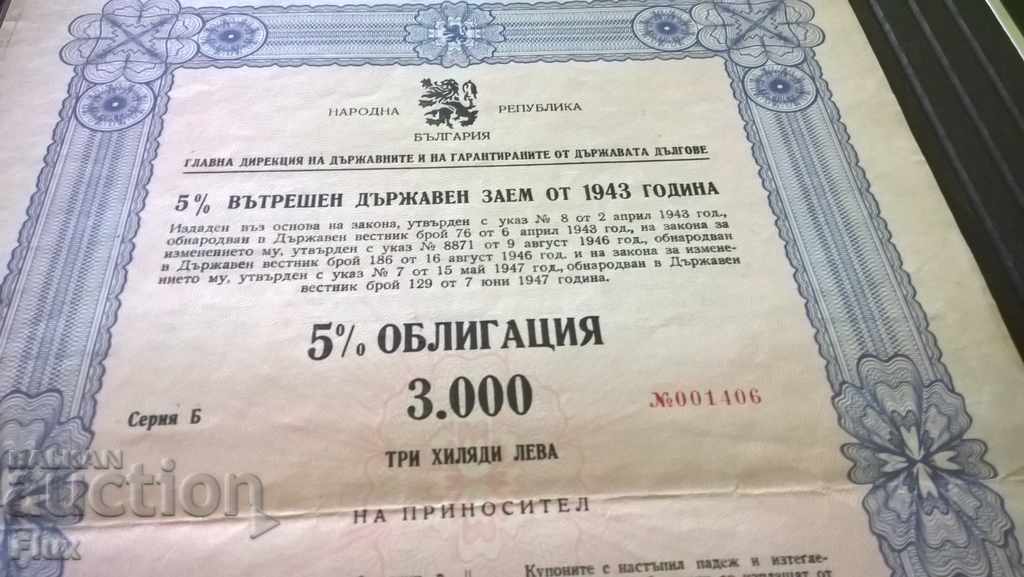 НАРОДНА РЕПУБЛИКА
БЪЛГАРИЯ
ГЛАВНА ДИРЕКЦИЯ НА ДЪРЖАВНИТЕ И НА ГАРАНТИРАНИТЕ ОТ ДЪРЖАВАТА ДЪЛГОВЕ
5% ВЪТРЕШЕН ДЪРЖАВЕН ЗАЕМ ОТ 1943 ГОДИНА
Издаден въз основа на закона, утвърден с указ № 8 от 2 април 1943 год.,
обнародван в Държавен вестник брой 76 от 6 април 1943 год., на закона за
изменението му, утвърден с указ № 8871 от 9 август 1946 год., обнародван
в Държавен вестник брой 186 от 16 август 1946 год. и на закона за измене-
нието му, утвърден с указ № 7 от 15 май 1947 год., обнародван в Държавен
вестник брой 129 от 7 юни 1947 година.
5% ОБЛИГАЦИЯ
3.000
Серия Б
№001406
ТРИ ХИЛЯДИ ЛЕВА
НА ПРИНОСИТЕЛ
Купоните с настъпил падеж и изтегле-
се изплащат от
BALKAN
auction
Flux